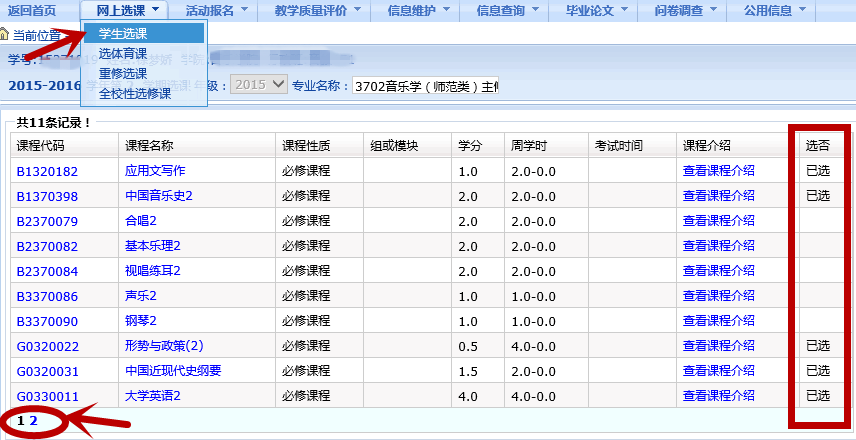 返回首页 网上选课 活动报名 教学质量评价 信息维护 信息查询 毕业论文 问卷调查 公用信息
当前位置 学生选课
学号: 选体育课
重修选课
2015-2016 年级： 2015 专业名称： 3702音乐学（师范类）主修
全校性选修课
共11条记录！
课程代码 课程名称 课程性质 组或模块 学分 周学时 考试时间 课程介绍 选否
B1320182 应用文写作 必修课程 1.0 2.0-0.0 查看课程介绍 已选
B1370398 中国音乐史2 必修课程 2.0 2.0-0.0 查看课程介绍 已选
B2370079 合唱2 必修课程 2.0 2.0-0.0 查看课程介绍
B2370082 基本乐理2 必修课程 2.0 2.0-0.0 查看课程介绍
B2370084 视唱练耳2 必修课程 2.0 2.0-0.0 查看课程介绍
B3370086 声乐2 必修课程 1.0 1.0-0.0 查看课程介绍
B3370090 钢琴2 必修课程 1.0 1.0-0.0 查看课程介绍
G0320022 形势与政策(2) 必修课程 0.5 4.0-0.0 查看课程介绍 已选
G0320031 中国近现代史纲要 必修课程 1.5 2.0-0.0 查看课程介绍 已选
G0330011 大学英语2 必修课程 4.0 4.0-0.0 查看课程介绍 已选
1 2